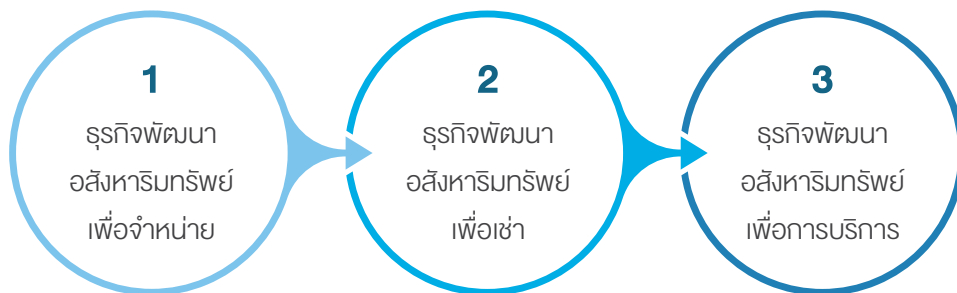 1
ธุรกิจพัฒนา
อสังหาริมทรัพย์
เพื่อจำหน่าย
2
ธุรกิจพัฒนา
อสังหาริมทรัพย์
เพื่อเช่า
3
ธุรกิจพัฒนา
อสังหาริมทรัพย์
เพื่อการบริการ